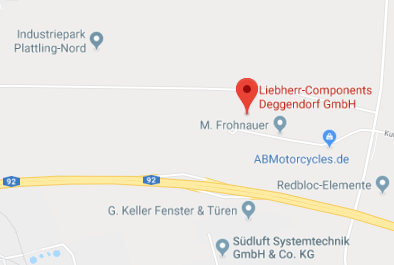 Industriepark
Plattling-Nord
Liebherr-Components
Deggendorf GmbH
M. Frohnauer
Ku
ABMotorcycles.de
92
92
Redbloc-Elemente
G. Keller Fenster & Türen
Südluft Systemtechnik
GmbH & Co. KG